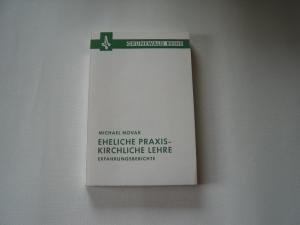 GRÜNEWALD REIHE
MICHAEL NOVAK
EHELICHE PRAXIS–
KIRCHLICHE LEHRE
ERFAHRUNGSBERICHTE